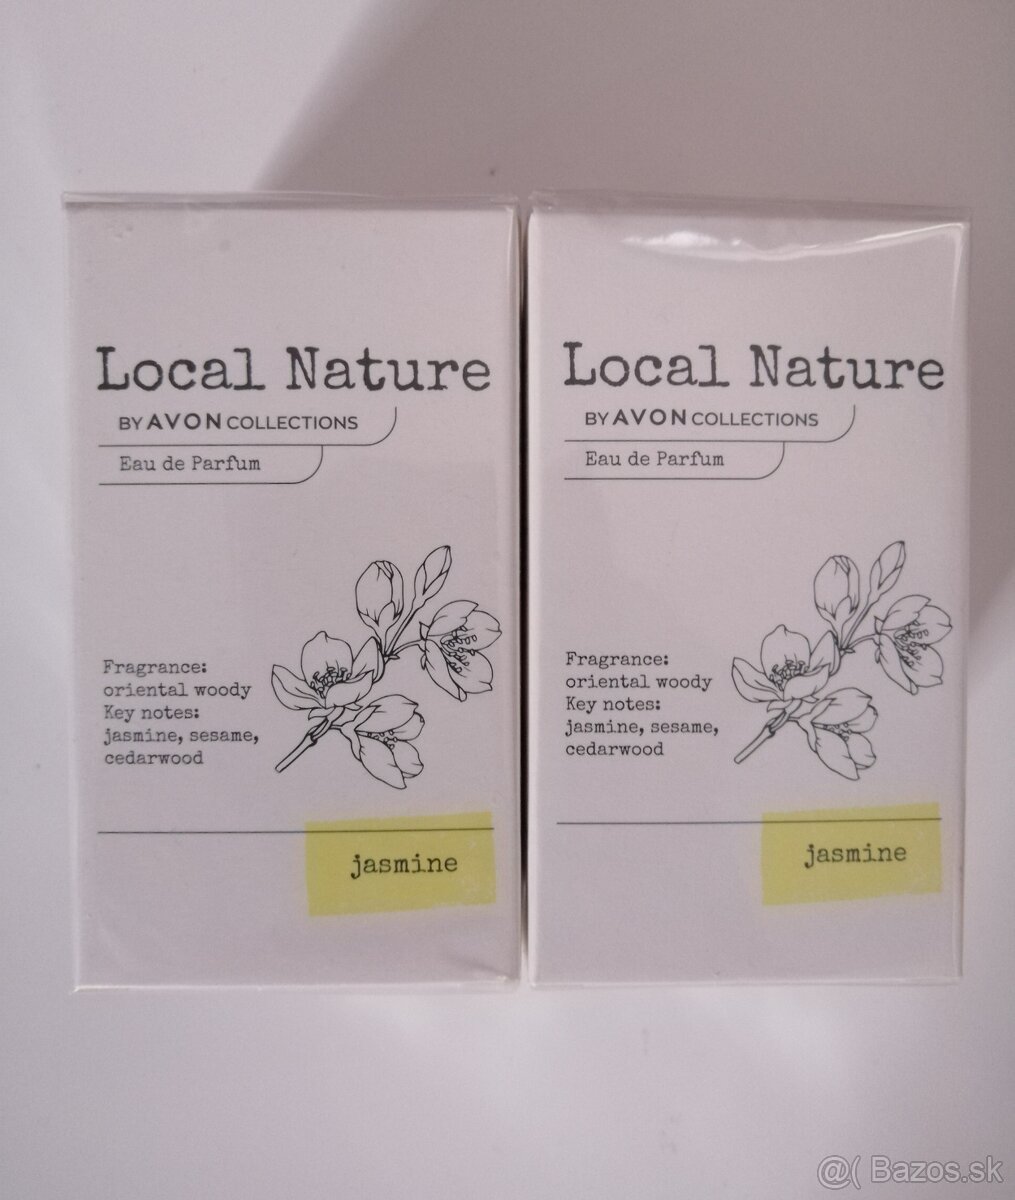 Local Nature
BY AVON COLLECTIONS
Eau de Parfum
Fragrance:
oriental woody
Key notes:
jasmine, sesame,
cedarwood
jasmine
Local Nature
BY AVON COLLECTIONS
Eau de Parfum
Fragrance:
oriental woody
Key notes:
jasmine, sesame,
cedarwood
jasmine
@( Bazos.sk